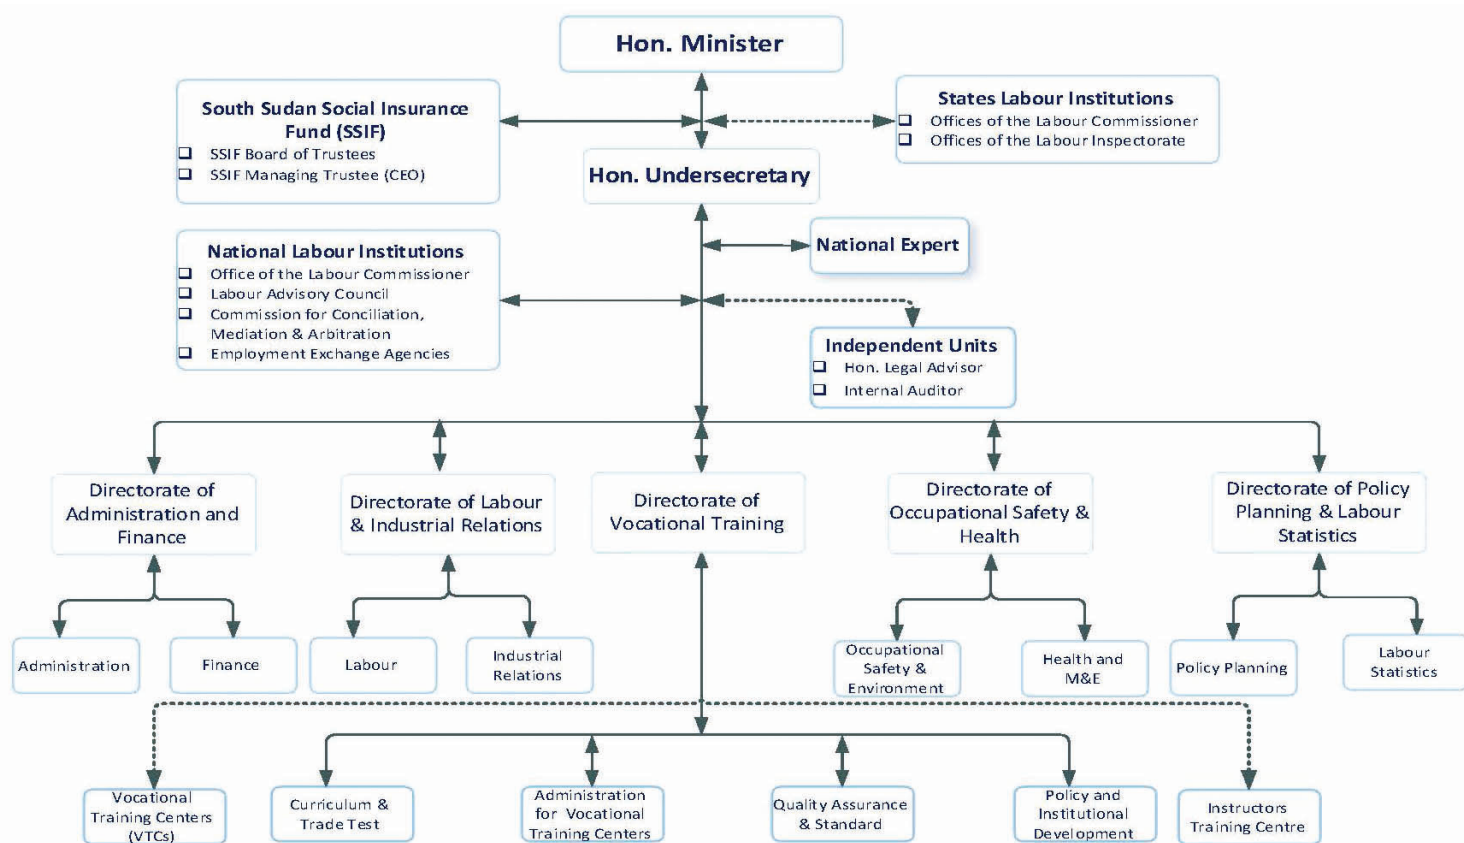 Hon. Minister
South Sudan Social Insurance
Fund (SSIF)
SSIF Board of Trustees
SSIF Managing Trustee (CEO)
States Labour Institutions
Offices of the Labour Commissioner
Offices of the Labour Inspectorate
Hon. Undersecretary
National Expert
National Labour Institutions
Office of the Labour Commissioner
Labour Advisory Council
Commission for Conciliation,
Mediation & Arbitration
Employment Exchange Agencies
Independent Units
Hon. Legal Advisor
Internal Auditor
Directorate of
Administration and
Finance
Directorate of Labour
& Industrial Relations
Directorate of
Vocational Training
Directorate of
Occupational Safety &
Health
Directorate of Policy
Planning & Labour
Statistics
Administration
Finance
Labour
Industrial
Relations
Occupational
Safety &
Environment
Health and
M&E
Policy Planning
Labour
Statistics
Vocational
Training Centers
(VTCs)
Curriculum &
Trade Test
Administration
for Vocational
Training Centers
Quality Assurance
& Standard
Policy and
Institutional
Development
Instructors
Training Centre